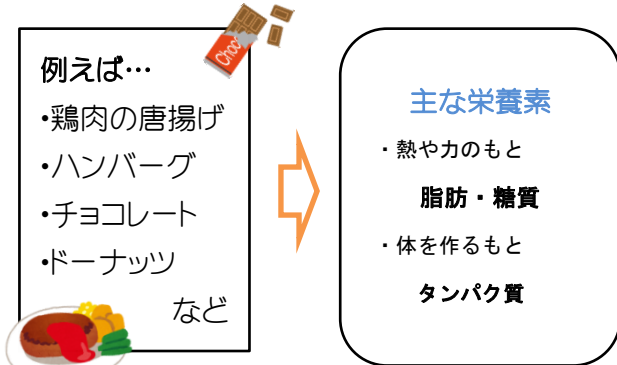 Choco
例えば…
・鶏肉の唐揚げ
・ハンバーグ
・チョコレート
・ドーナッツ
など
主な栄養素
・熱や力のもと
脂肪・糖質
・体を作るもと
タンパク質